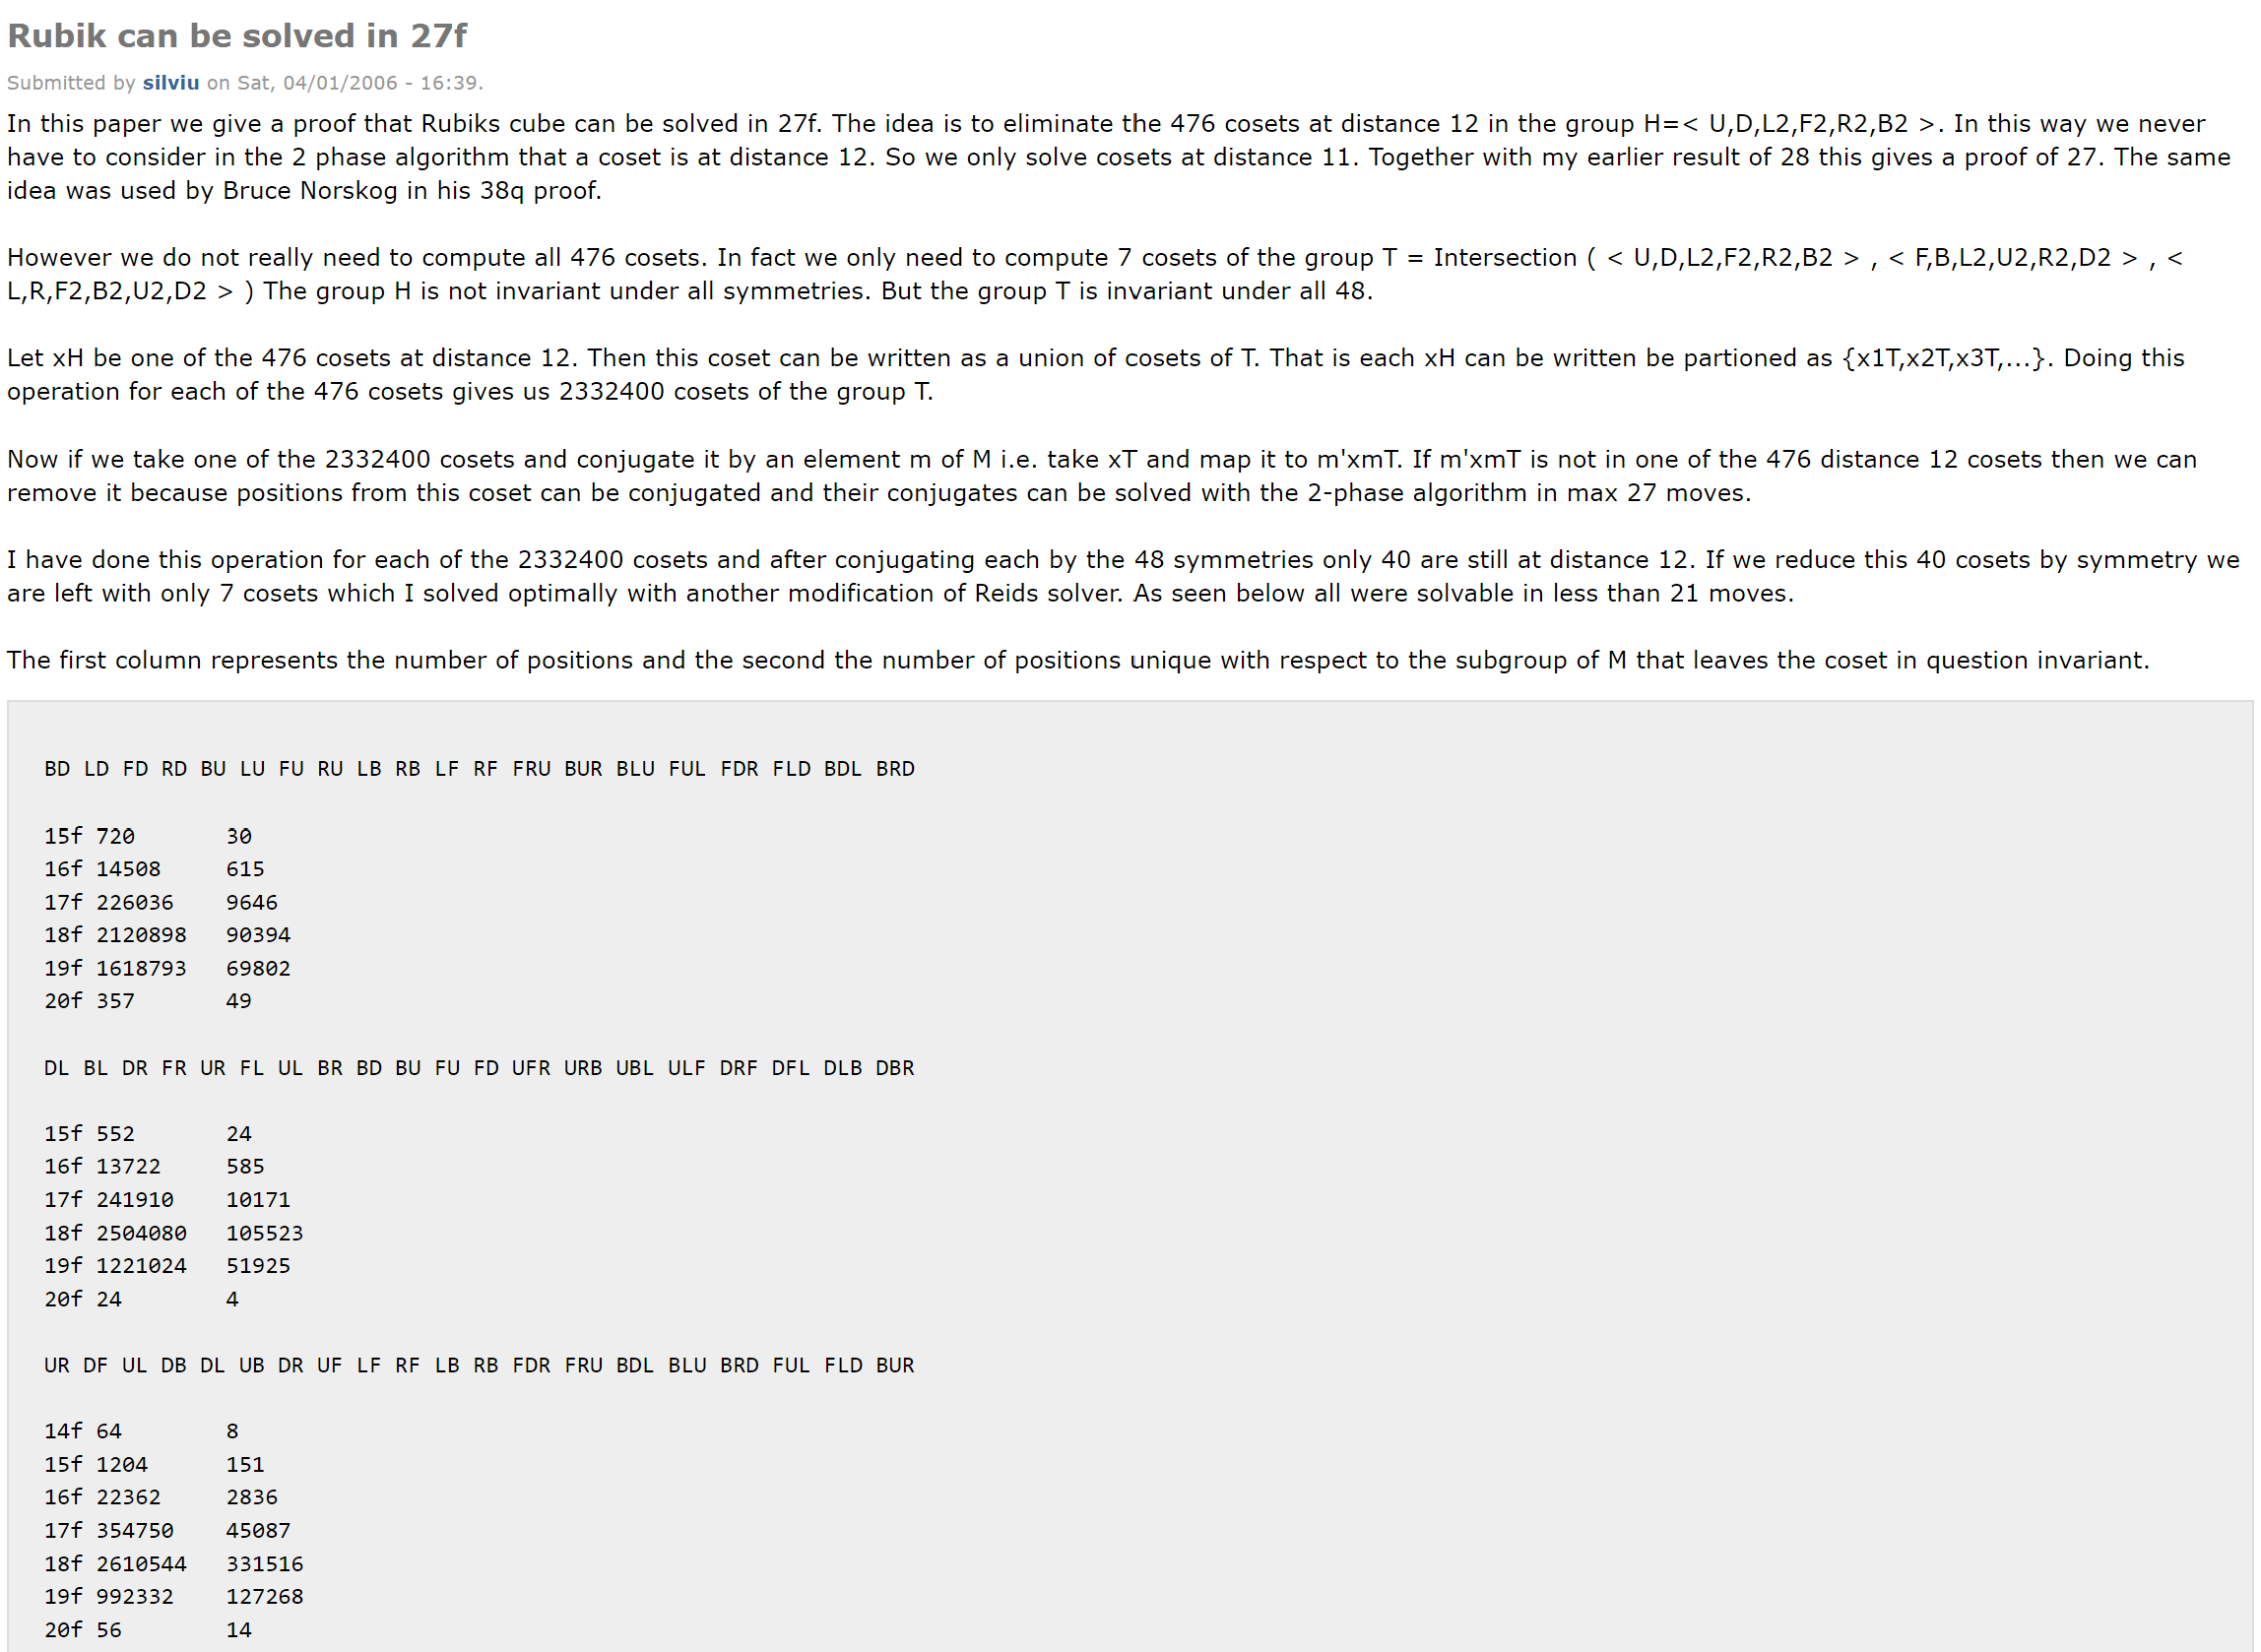 Rubik can be solved in 27f
Submitted by silviu on Sat, 04/01/2006 - 16:39.
In this paper we give a proof that Rubiks cube can be solved in 27f. The idea is to eliminate the 476 cosets at distance 12 in the group H=< U,D,L2,F2,R2,B2 >. In this way we never
have to consider in the 2 phase algorithm that a coset is at distance 12. So we only solve cosets at distance 11. Together with my earlier result of 28 this gives a proof of 27. The same
idea was used by Bruce Norskog in his 38q proof.
However we do not really need to compute all 476 cosets. In fact we only need to compute 7 cosets of the group T = Intersection ( < U,D,L2,F2,R2,B2 > , < F,B,L2,U2,R2,D2 > , <
L,R,F2,B2,U2,D2 > ) The group H is not invariant under all symmetries. But the group T is invariant under all 48.
Let xH be one of the 476 cosets at distance 12. Then this coset can be written as a union of cosets of T. That is each xH can be written be partioned as {x1T,x2T,x3T,...}. Doing this
operation for each of the 476 cosets gives us 2332400 cosets of the group T.
Now if we take one of the 2332400 cosets and conjugate it by an element m of M i.e. take xT and map it to m'xmT. If m'xmT is not in one of the 476 distance 12 cosets then we can
remove it because positions from this coset can be conjugated and their conjugates can be solved with the 2-phase algorithm in max 27 moves.
I have done this operation for each of the 2332400 cosets and after conjugating each by the 48 symmetries only 40 are still at distance 12. If we reduce this 40 cosets by symmetry we
are left with only 7 cosets which I solved optimally with another modification of Reids solver. As seen below all were solvable in less than 21 moves.
The first column represents the number of positions and the second the number of positions unique with respect to the subgroup of M that leaves the coset in question invariant.
BD LD FD RD BU LU FU RU LB RB LF RF FRU BUR BLU FUL FDR FLD BDL BRD
15f 720 30
16f 14508 615
17f 226036 9646
18f 2120898 90394
19f 1618793 69802
20f 357 49
DL BL DR FR UR FL UL BR BD BU FU FD UFR URB UBL ULF DRF DFL DLB DBR
15f 552 24
16f 13722 585
17f 241910 10171
18f 2504080 105523
19f 1221024 51925
20f 24 4
UR DF UL DB DL UB DR UF LF RF LB RB FDR FRU BDL BLU BRD FUL FLD BUR
14f 64 8
15f 1204 151
16f 22362 2836
17f 354750 45087
18f 2610544 331516
19f 992332 127268
20f 56 14